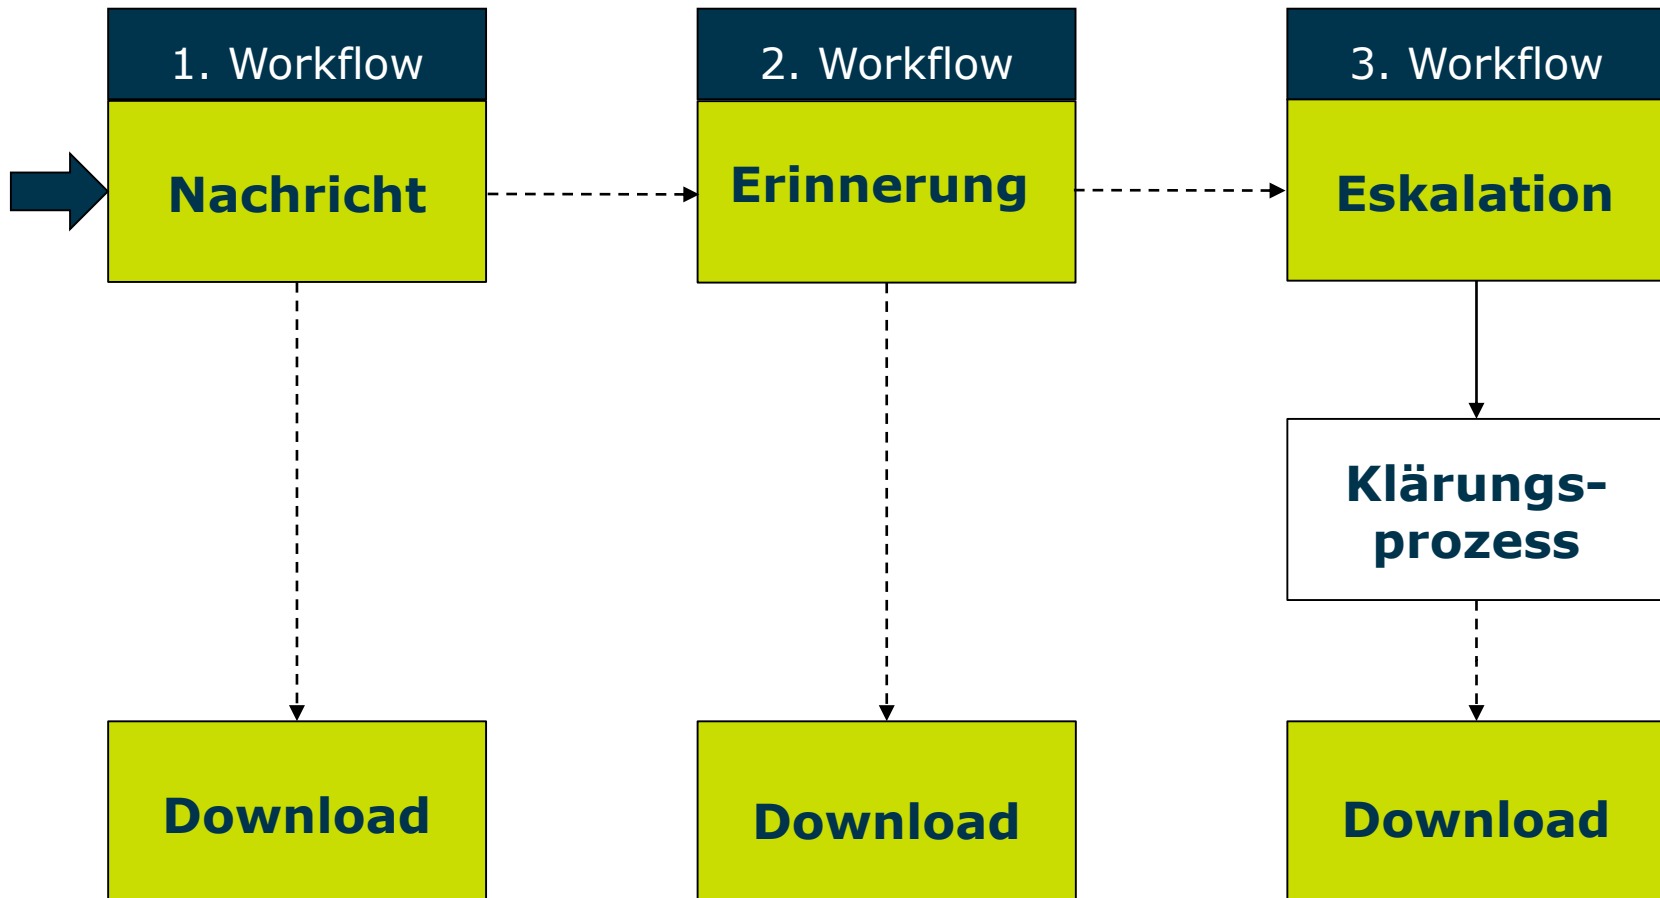 1. Workflow
2. Workflow
3. Workflow
Nachricht
Erinnerung
Eskalation
Klärungs-
prozess
Download
Download
Download